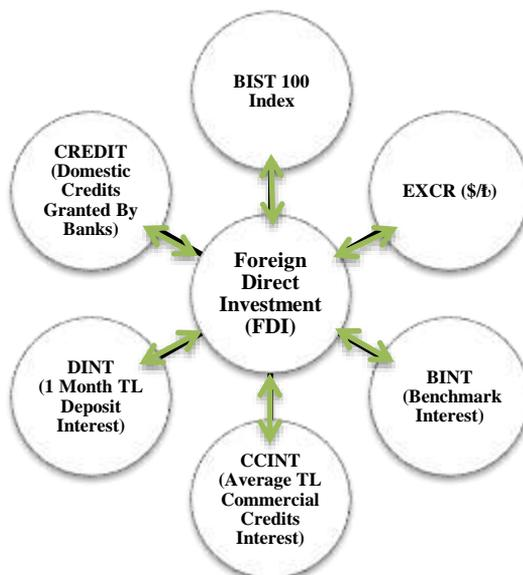 BIST 100
Index
CREDIT
(Domestic
Credits
Granted By
Banks)
EXCR ($/₺)
Foreign
Direct
Investment
(FDI)
DINT
(1 Month TL
Deposit
Interest)
BINT
(Benchmark
Interest)
CCINT
(Average TL
Commercial
Credits
Interest)